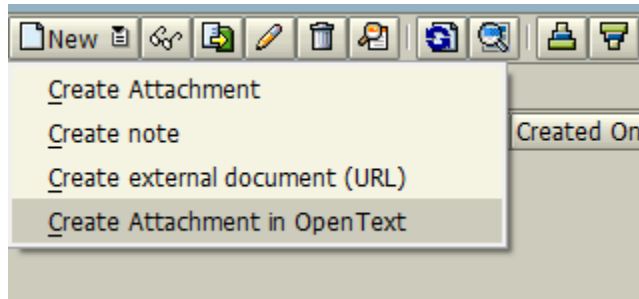 New
Create Attachment
Create note
Created On
Create external document (URL)
Create Attachment in OpenText